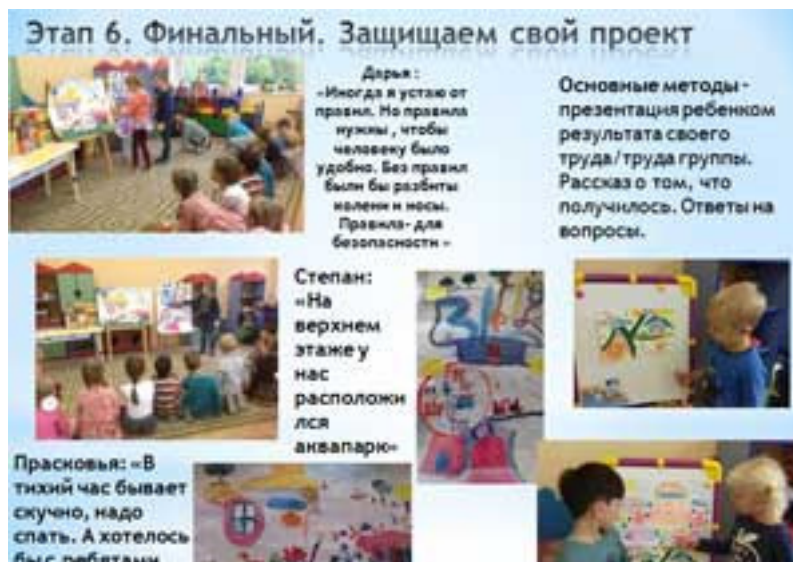 Этап 6. Финальный. Защищаем свой проект
Дарья :
«Иногда я устаю от
правил. Но правила
нужны , чтобы
человеку было
удобно. Без правил
были бы разбиты
колени и носы.
Правила- для
безопасности »
Основные методы -
презентация ребенком
результата своего
труда/труда группы.
Рассказ о том, что
получилось. Ответы на
вопросы.
Степан:
«На
верхнем
этаже у
нас
расположи
лся
аквапарк»
Прасковья: «В
тихий час бывает
скучно, надо
спать. А хотелось
бы с ребятами